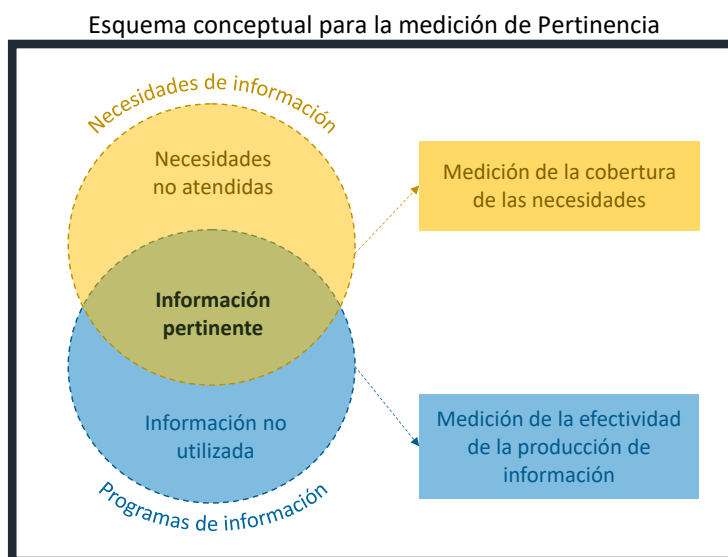 Esquema conceptual para la medición de Pertinencia
Necesidades de información
Necesidades
no atendidas
Medición de la cobertura
de las necesidades
Información
pertinente
Información no
utilizada
Medición de la efectividad
de la producción de
información
Programas de información